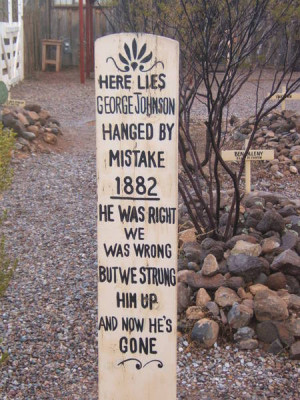 HERE LIES
GEORGE JOHNSON
HANGED BY
MISTAKE
1882
HE WAS RIGHT
WE
WAS WRONG
BUT WE STRUNG
HIM UP
AND NOW HE'S
GONE